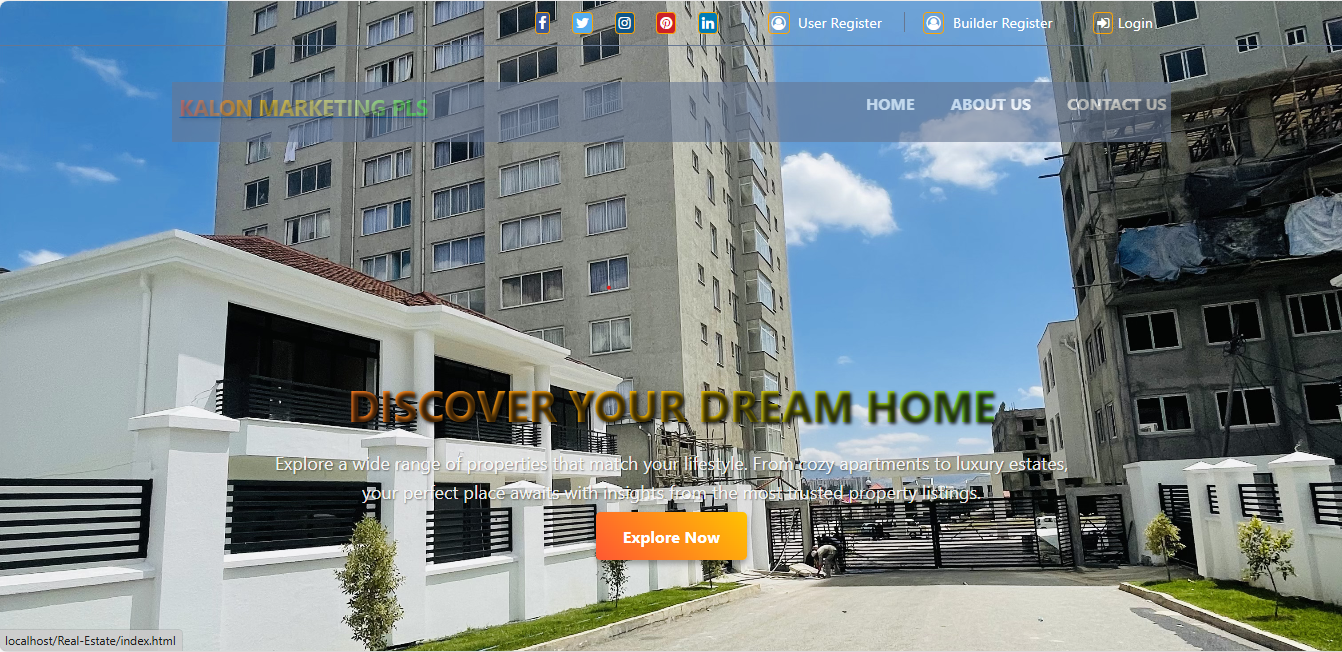 User Register
Builder Register
Login
KALON MARKETING PLS
HOME
ABOUT US
CONTACT US
DISCOVER YOUR DREAM HOME
Explore a wide range of properties that match your lifestyle. From cozy apartments to luxury estates,
your perfect place awaits with insights from the most trusted property listings.
Explore Now
localhost/Real-Estate/index.html